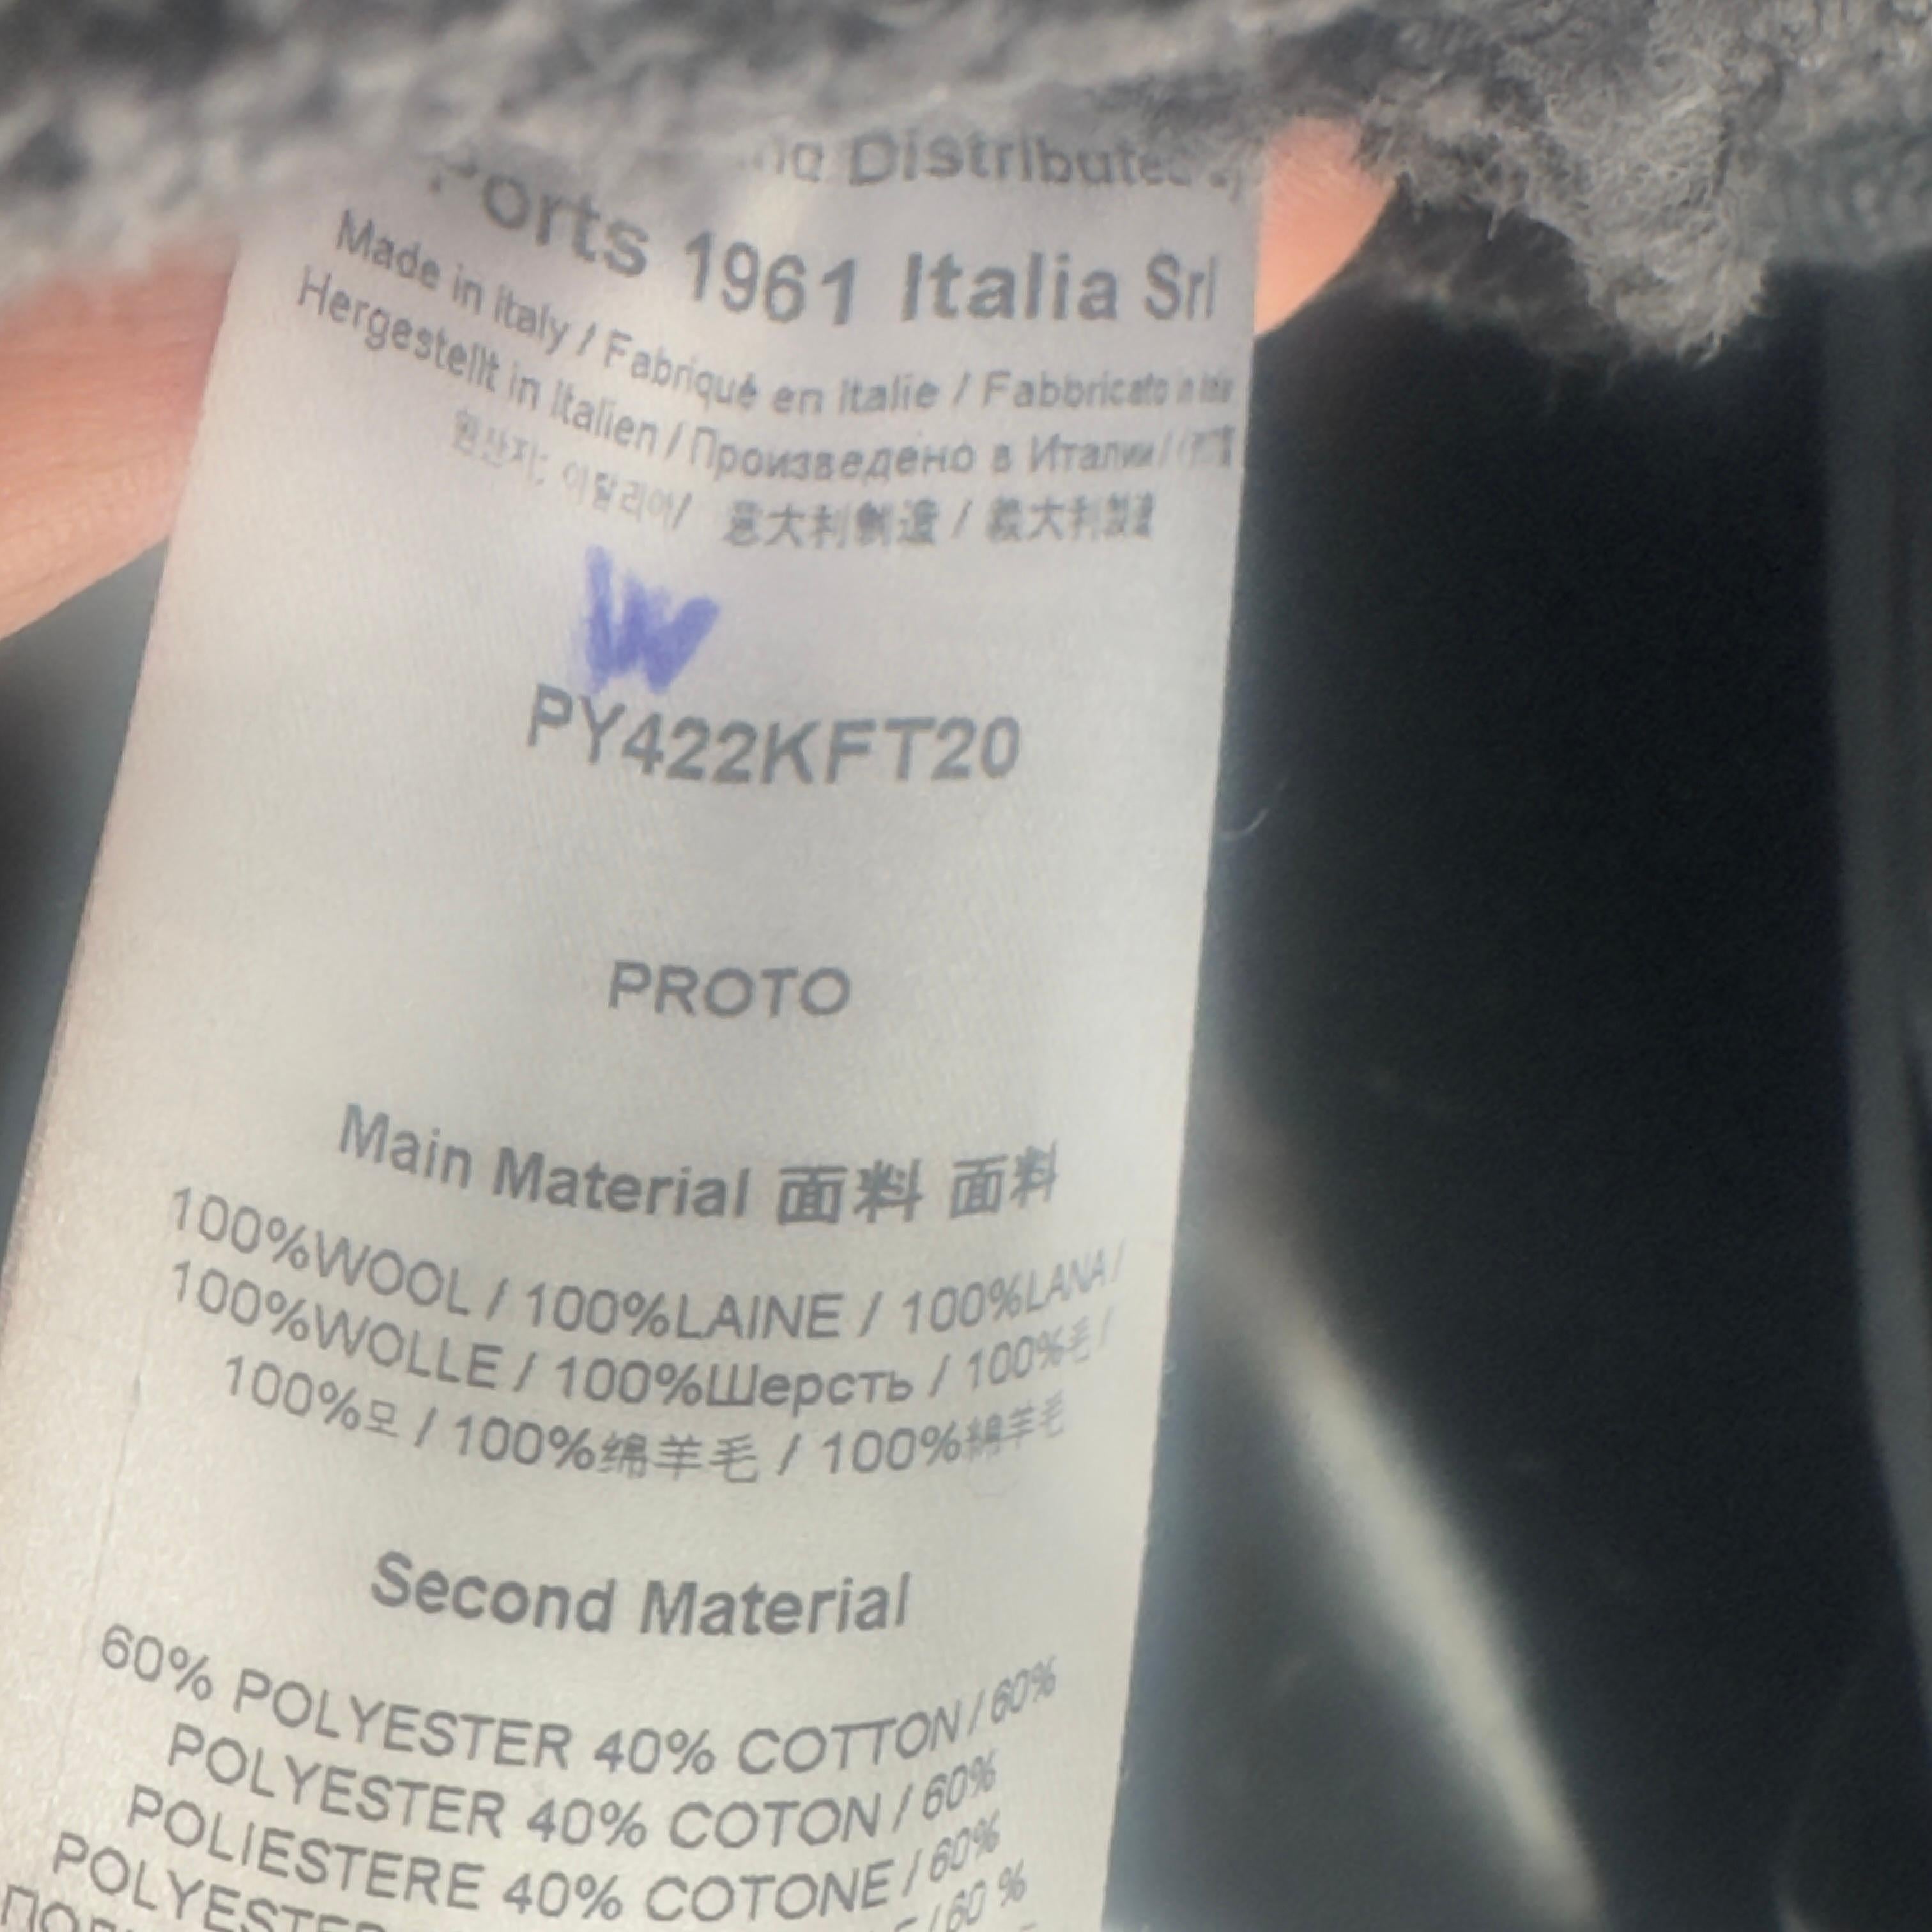 Distributed
Ports 1961 Italia Srl
Made in Italy / Fabriqué en Italie / Fabbricato in Italia
Hergestellt in Italien / Произведено в Италии /
원산지: 이탈리아 / 意大利制造 / 義大利製造
PY422KFT20
PROTO
Main Material 面料 面料
100%WOOL / 100%LAINE / 100%LANA /
100%WOLLE / 100%Шерсть / 100%毛 /
100%모 / 100%绵羊毛 / 100%綿羊毛
Second Material
60% POLYESTER 40% COTTON / 60%
POLYESTER 40% COTON / 60%
POLIESTERE 40% COTONE / 60%
POLYESTER / 60 %